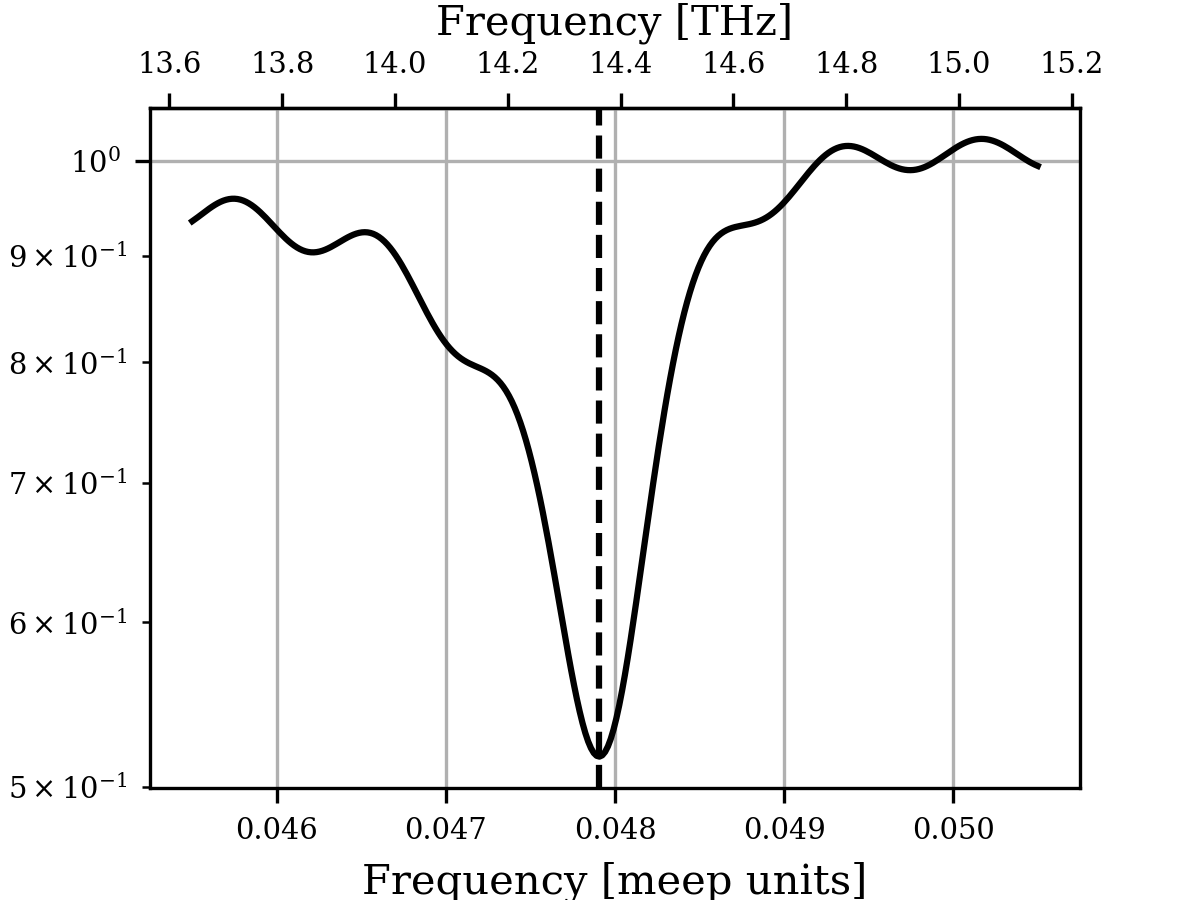 Frequency [THz]
13.6 13.8 14.0 14.2 14.4 14.6 14.8 15.0 15.2
10⁰
9 × 10⁻¹
8 × 10⁻¹
7 × 10⁻¹
6 × 10⁻¹
5 × 10⁻¹
0.046 0.047 0.048 0.049 0.050
Frequency [meep units]